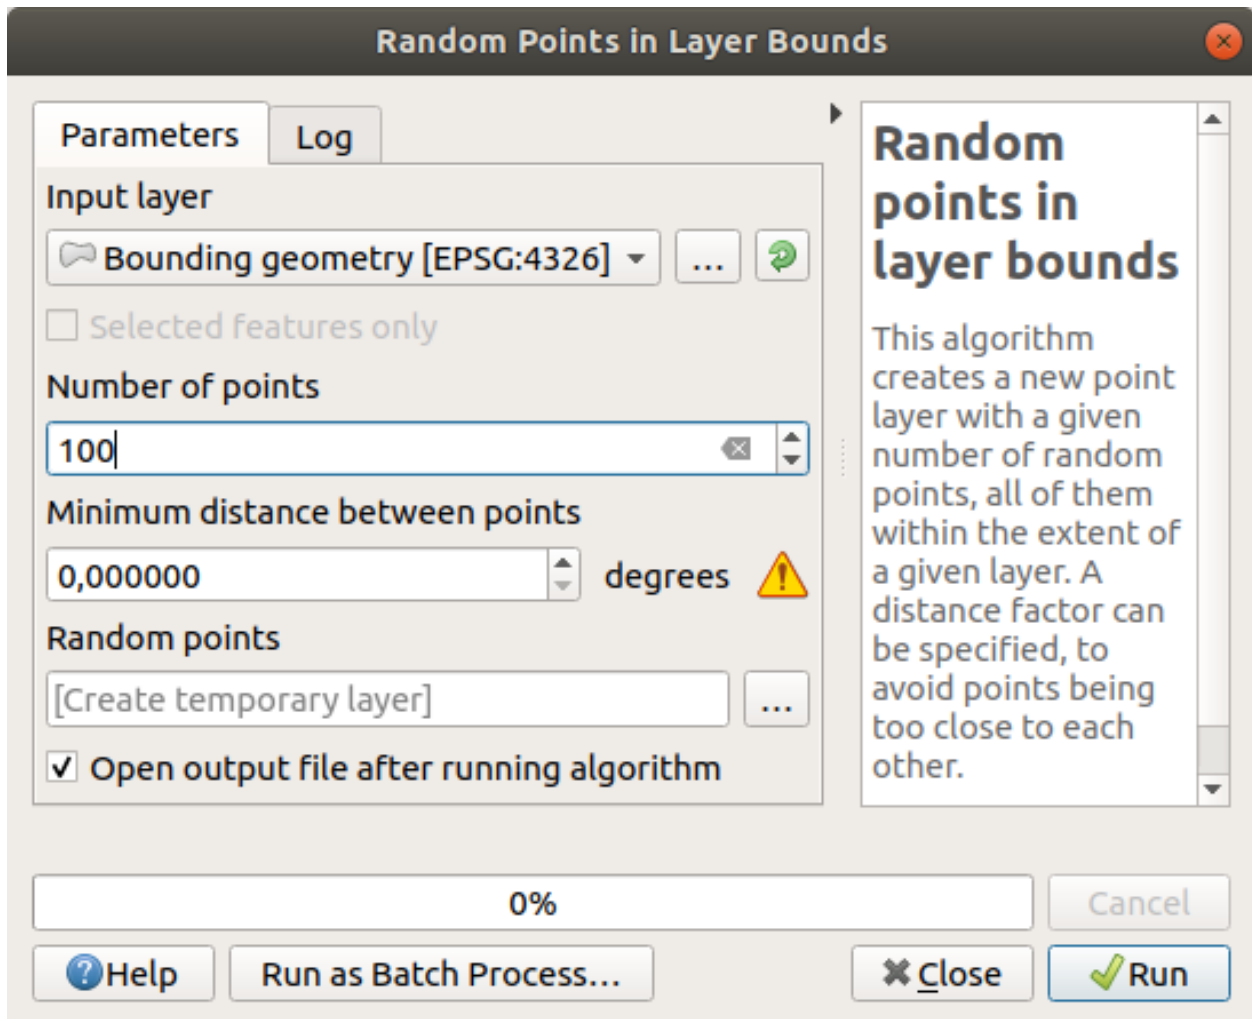 Random Points in Layer Bounds
Parameters
Log
Input layer
Bounding geometry [EPSG:4326]
...
Selected features only
Number of points
100
Minimum distance between points
0,000000
degrees
Random points
[Create temporary layer]
...
Open output file after running algorithm
Random
points in
layer bounds
This algorithm
creates a new point
layer with a given
number of random
points, all of them
within the extent of
a given layer. A
distance factor can
be specified, to
avoid points being
too close to each
other.
0%
Cancel
Help
Run as Batch Process...
Close
Run